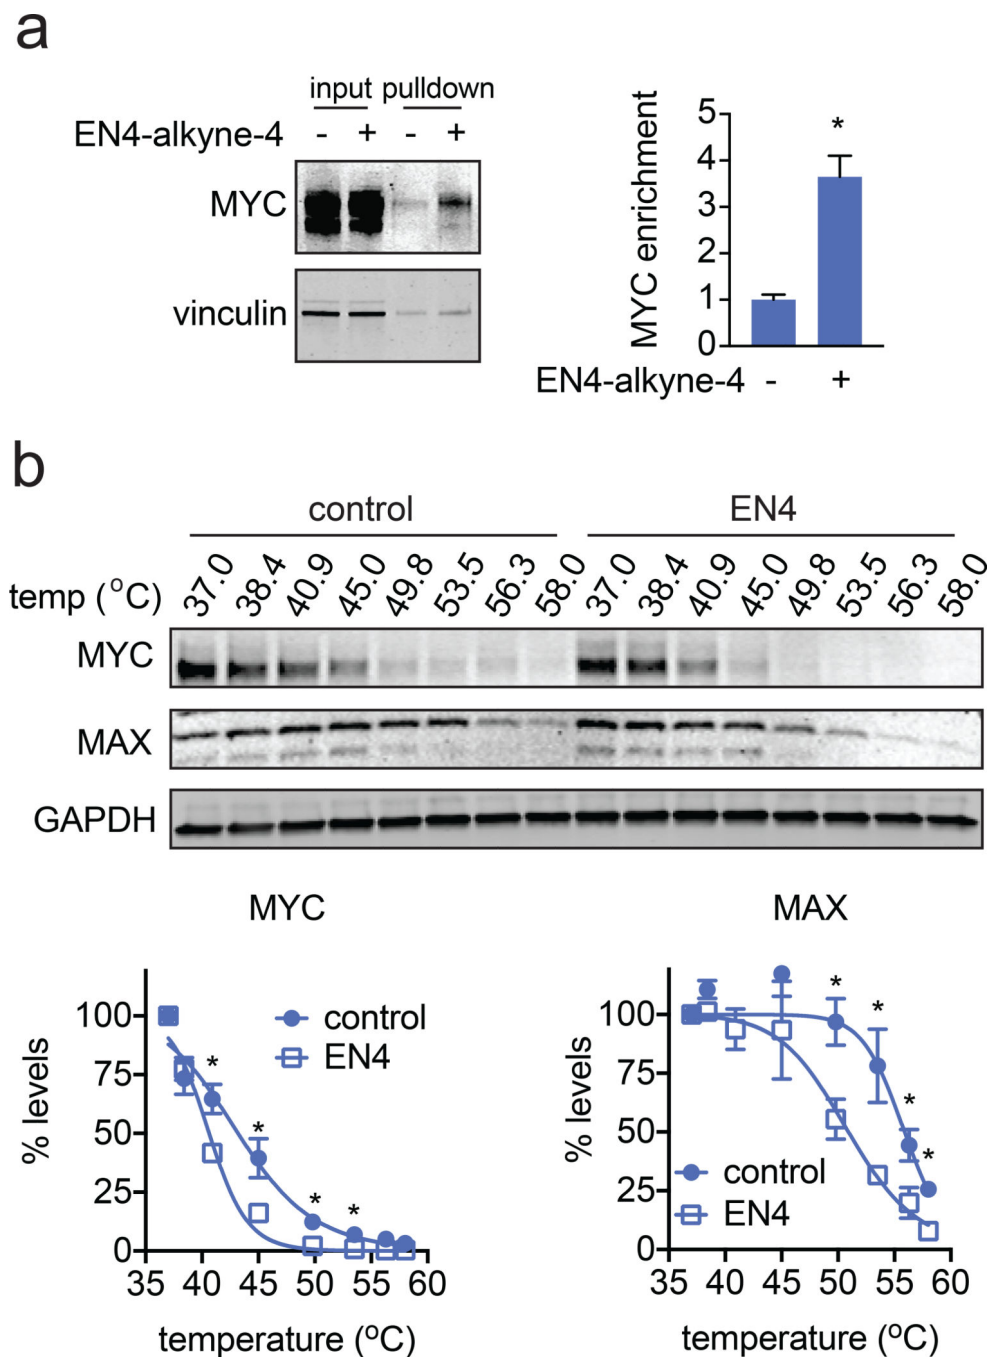 a
input pulldown
EN4-alkyne-4 - + - +
MYC
vinculin
MYC enrichment
5
4
3
2
1
0
*
EN4-alkyne-4 - +
b
control EN4
temp (°C) 37.0 38.4 40.9 45.0 49.8 53.5 56.3 58.0 37.0 38.4 40.9 45.0 49.8 53.5 56.3 58.0
MYC
MAX
GAPDH
MYC
% levels
100
75
50
25
0
control
EN4
* * * *
35 40 45 50 55 60
temperature (°C)
MAX
% levels
100
75
50
25
0
* * * *
control
EN4
35 40 45 50 55 60
temperature (°C)